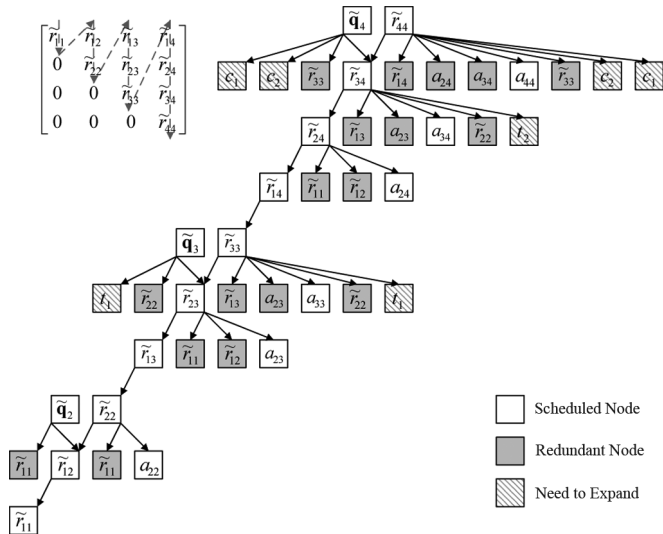 r̃₁₁ r̃₁₂ r̃₁₃ r̃₁₄
0 r̃₂₂ r̃₂₃ r̃₂₄
0 0 r̃₃₃ r̃₃₄
0 0 0 r̃₄₄
q̃₄ r̃₄₄
c₁ c₂ r̃₃₃ r̃₃₄ r̃₁₄ a₂₄ a₃₄ a₄₄ r̃₃₃ c₂ c₁
r̃₂₄ r̃₁₃ a₂₃ a₃₄ r̃₂₂ t₂
r̃₁₄ r̃₁₁ r̃₁₂ a₂₄
q̃₃ r̃₃₃
t₁ r̃₂₂ r̃₂₃ r̃₁₃ a₂₃ a₃₃ r̃₂₂ t₁
r̃₁₃ r̃₁₁ r̃₁₂ a₂₃
q̃₂ r̃₂₂
r̃₁₁ r̃₁₂ r̃₁₁ a₂₂
r̃₁₁
Scheduled Node
Redundant Node
Need to Expand